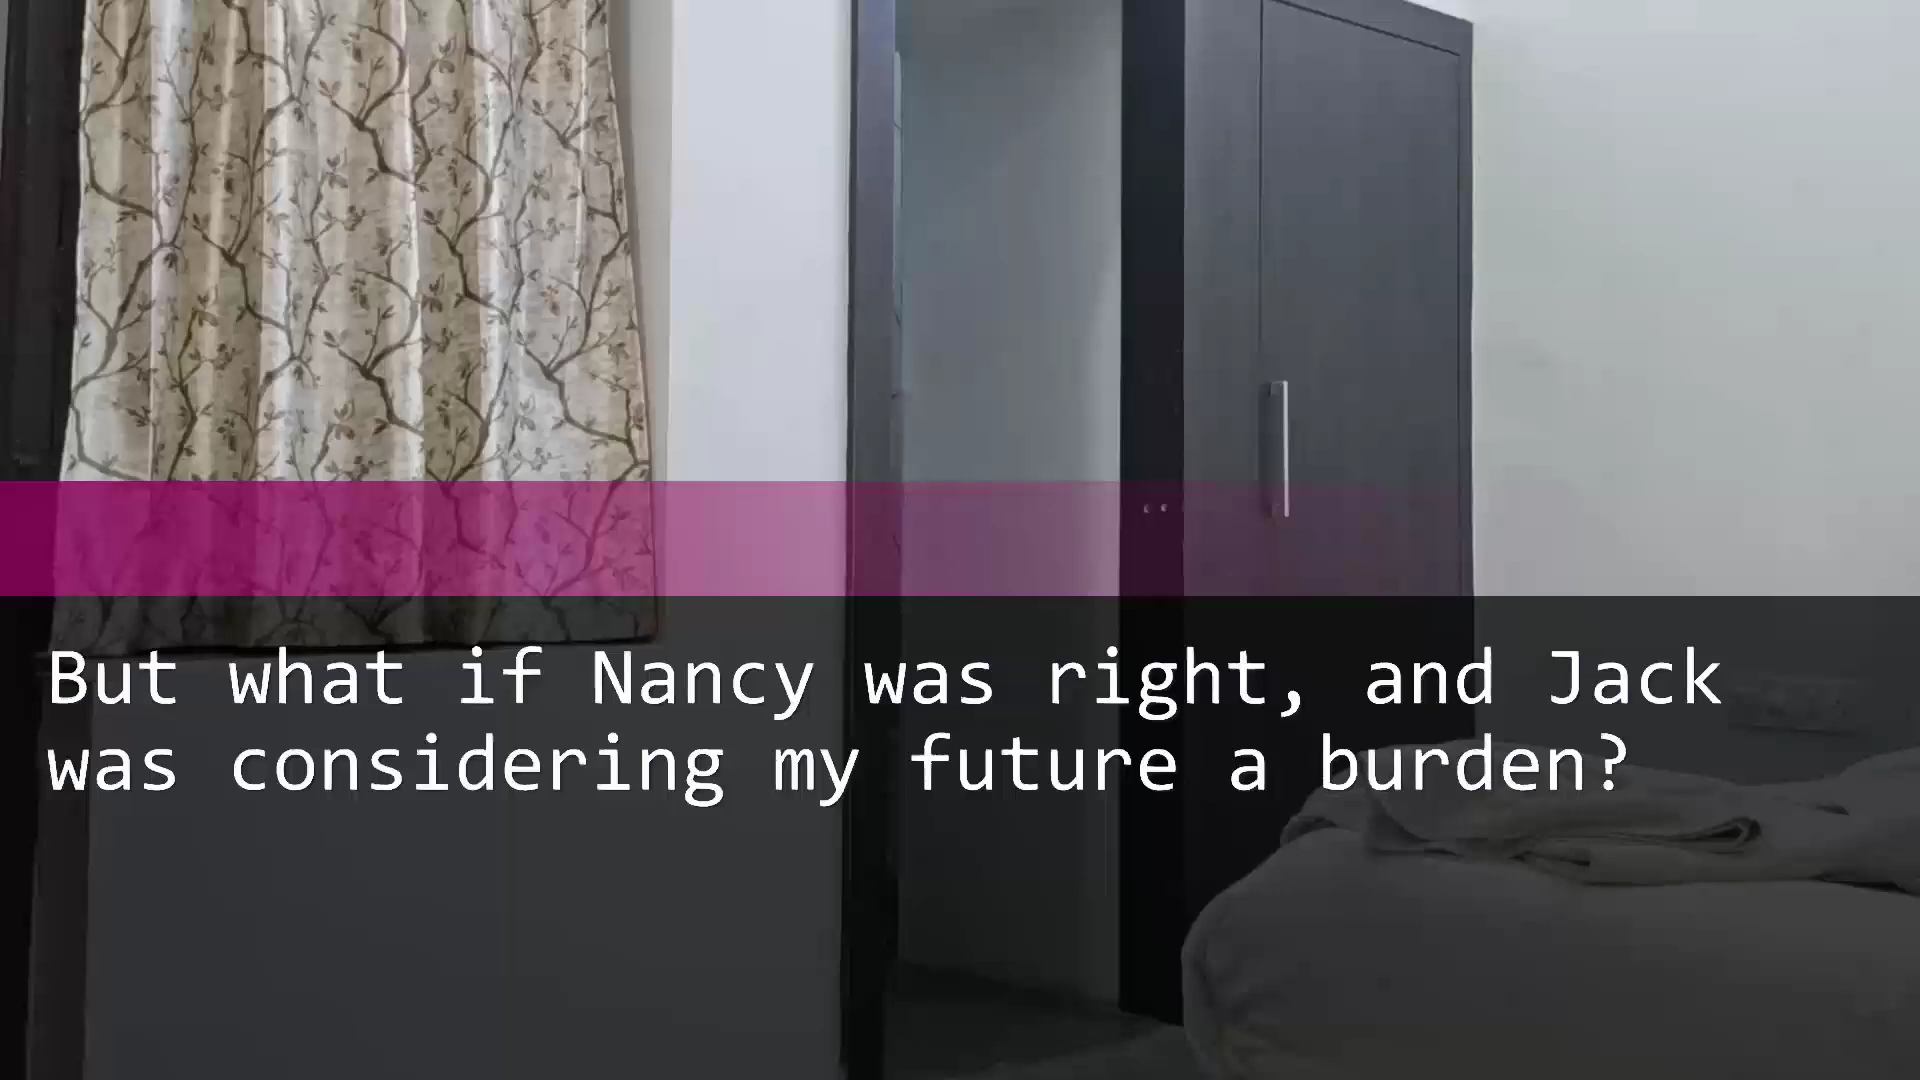 But what if Nancy was right, and Jack
was considering my future a burden?